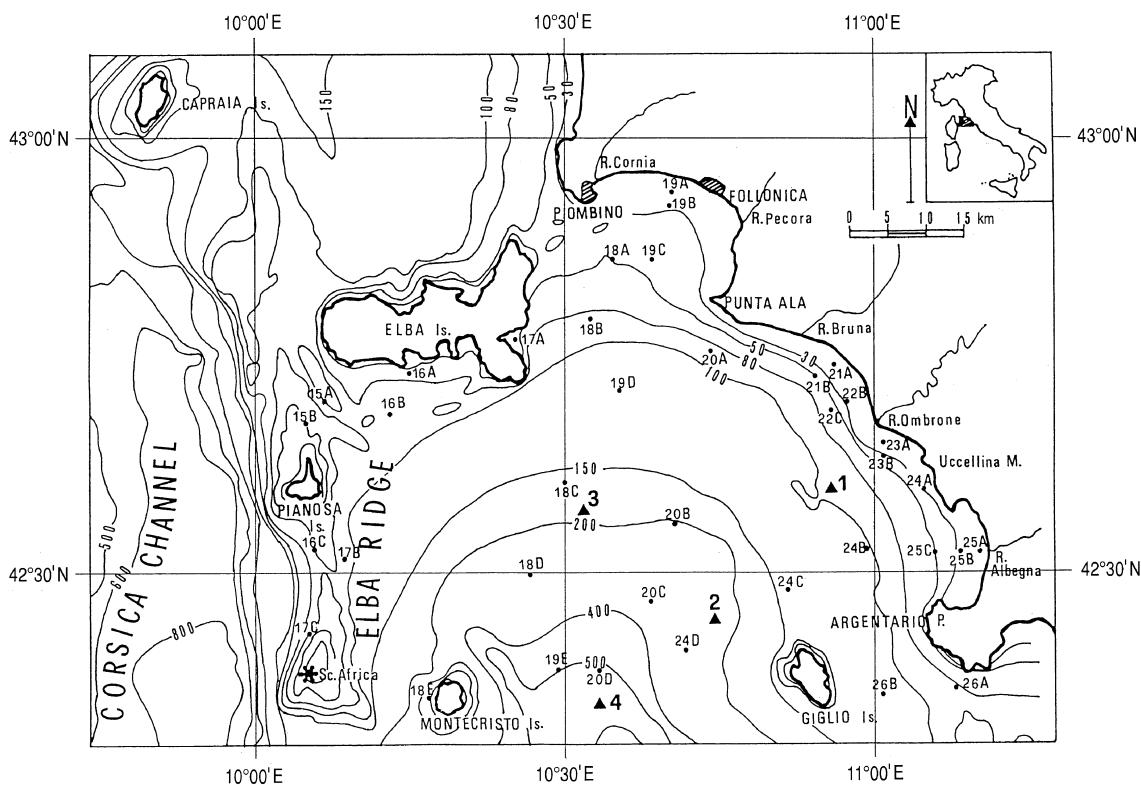 10°00'E 10°30'E 11°00'E
CAPRAIA Is.
150
100
80
50
30
N
43°00'N
43°00'N
R.Cornia
19A
FOLLONICA
19B
PIOMBINO
R.Pecora
0 5 10 15 km
18A
19C
PUNTA ALA
ELBA Is.
17A
18B
R.Bruna
50
30
80
100
20A
21A
16A
21B
19D
22B
15A
16B
22C
15B
R.Ombrone
23A
23B
Uccellina M.
24A
150
1
18C
3
PIANOSA
Is.
200
20B
16C
17B
24B
25C
25A
25B
R.
Albegna
500
600
800
CORSICA CHANNEL
ELBA RIDGE
42°30'N
42°30'N
18D
24C
20C
400
2
ARGENTARIO P.
17C
24D
19E
500
20D
Sc.Africa
18E
26B
26A
4
MONTECRISTO Is.
GIGLIO Is.
10°00'E 10°30'E 11°00'E